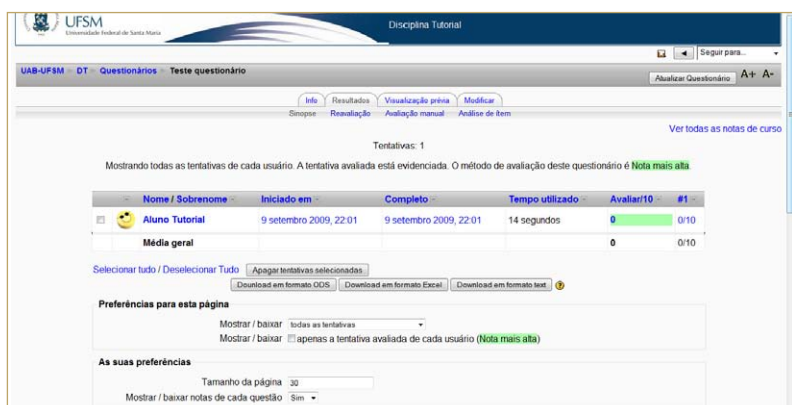 UFSM
Universidade Federal de Santa Maria
Disciplina Tutorial
Seguir para...
UAB-UFSM DT Questionários Teste questionário
Atualizar Questionário A+ A-
Info Resultados Visualização prévia Modificar
Sinopse Reavaliação Avaliação manual Análise de ítem
Ver todas as notas de curso
Tentativas: 1
Mostrando todas as tentativas de cada usuário. A tentativa avaliada está evidenciada. O método de avaliação deste questionário é Nota mais alta.
Nome / Sobrenome Iniciado em Completo Tempo utilizado Avaliar/10 #1
Aluno Tutorial 9 setembro 2009, 22:01 9 setembro 2009, 22:01 14 segundos 0 0/10
Média geral 0 0/10
Selecionar tudo / Deselecionar Tudo Apagar tentativas selecionadas
Dounload em formato ODS Download em formato Excel Download em formato text ?
Preferências para esta página
Mostrar / baixar todas as tentativas
Mostrar / baixar apenas a tentativa avaliada de cada usuário (Nota mais alta)
As suas preferências
Tamanho da página 30
Mostrar / baixar notas de cada questão Sim